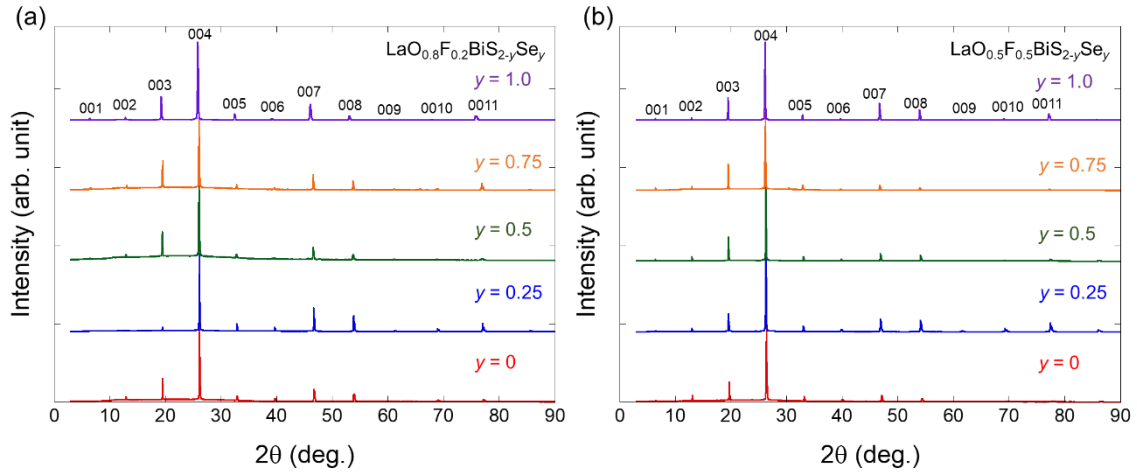 (a)
LaO0.8F0.2BiS2-ySey
004
y = 1.0
003
007
001 002 005 006 008 009 0010 0011
y = 0.75
y = 0.5
y = 0.25
y = 0
Intensity (arb. unit)
0 10 20 30 40 50 60 70 80 90
2θ (deg.)
(b)
LaO0.5F0.5BiS2-ySey
004
y = 1.0
003
007
001 002 005 006 008 009 0010 0011
y = 0.75
y = 0.5
y = 0.25
y = 0
Intensity (arb. unit)
0 10 20 30 40 50 60 70 80 90
2θ (deg.)